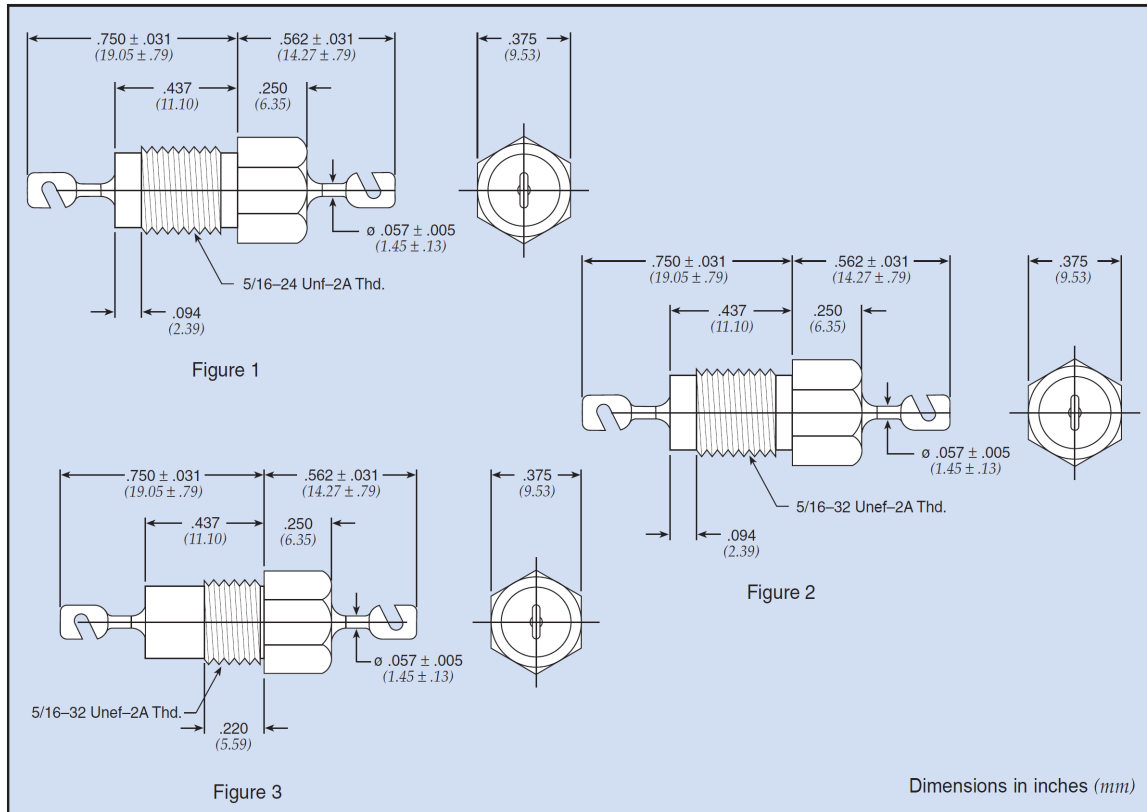 .750 ± .031
(19.05 ± .79)
.562 ± .031
(14.27 ± .79)
.375
(9.53)
.437
(11.10)
.250
(6.35)
ø .057 ± .005
(1.45 ± .13)
5/16–24 Unf–2A Thd.
.094
(2.39)
Figure 1
.750 ± .031
(19.05 ± .79)
.562 ± .031
(14.27 ± .79)
.375
(9.53)
.437
(11.10)
.250
(6.35)
ø .057 ± .005
(1.45 ± .13)
5/16–32 Unef–2A Thd.
.094
(2.39)
Figure 2
.750 ± .031
(19.05 ± .79)
.562 ± .031
(14.27 ± .79)
.375
(9.53)
.437
(11.10)
.250
(6.35)
ø .057 ± .005
(1.45 ± .13)
5/16–32 Unef–2A Thd.
.220
(5.59)
Figure 3
Dimensions in inches (mm)